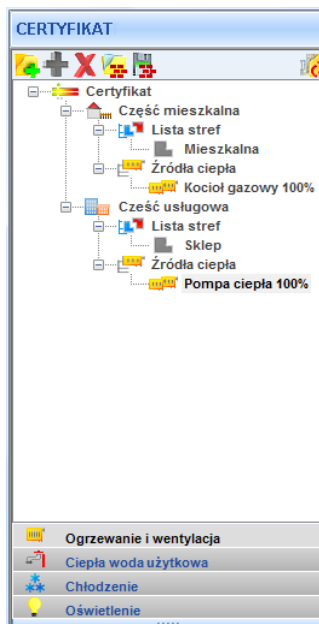 CERTYFIKAT
Certyfikat
Część mieszkalna
Lista stref
Mieszkalna
Źródła ciepła
Kocioł gazowy 100%
Cześć usługowa
Lista stref
Sklep
Źródła ciepła
Pompa ciepła 100%
Ogrzewanie i wentylacja
Ciepła woda użytkowa
Chłodzenie
Oświetlenie